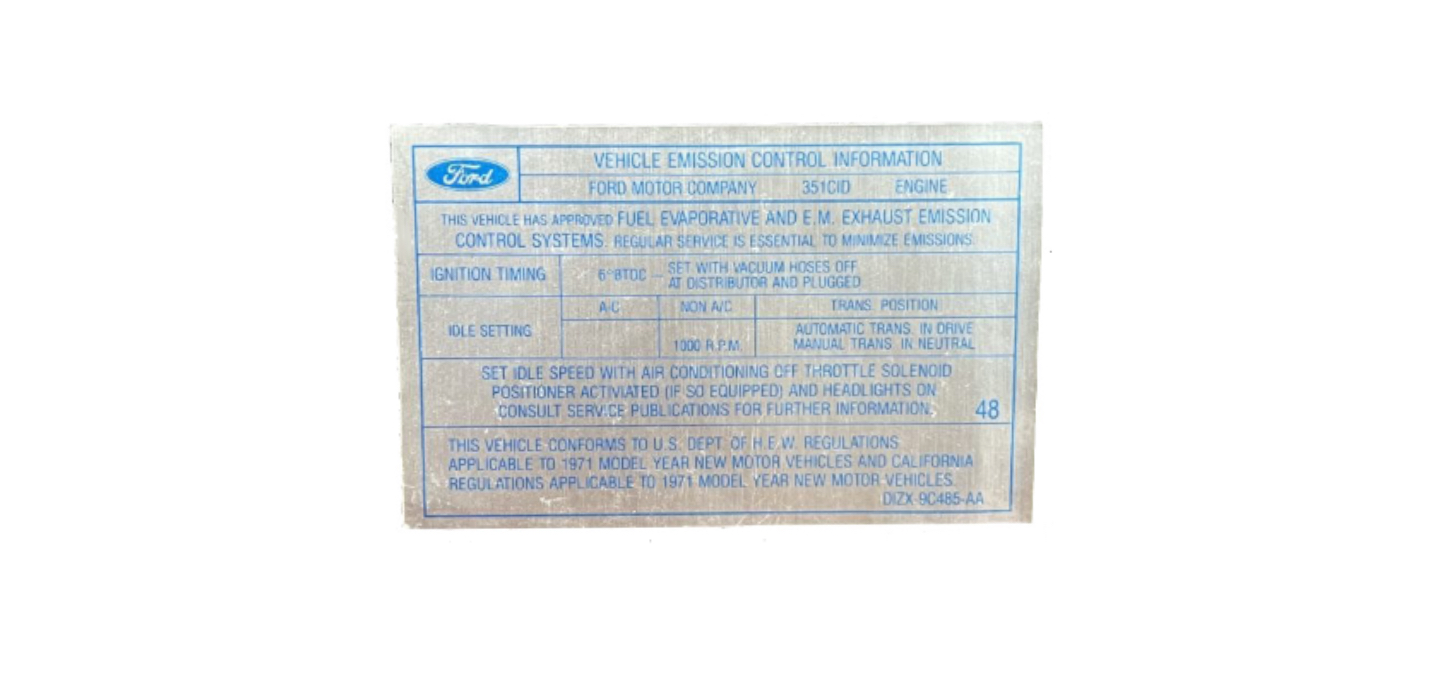 Ford
VEHICLE EMISSION CONTROL INFORMATION
FORD MOTOR COMPANY 351CID ENGINE
THIS VEHICLE HAS APPROVED FUEL EVAPORATIVE AND E.M. EXHAUST EMISSION
CONTROL SYSTEMS. REGULAR SERVICE IS ESSENTIAL TO MINIMIZE EMISSIONS.
IGNITION TIMING 6°BTDC — SET WITH VACUUM HOSES OFF
AT DISTRIBUTOR AND PLUGGED
A/C NON A/C TRANS. POSITION
IDLE SETTING 1000 R.P.M. AUTOMATIC TRANS. IN DRIVE
MANUAL TRANS. IN NEUTRAL
SET IDLE SPEED WITH AIR CONDITIONING OFF THROTTLE SOLENOID
POSITIONER ACTIVIATED (IF SO EQUIPPED) AND HEADLIGHTS ON
CONSULT SERVICE PUBLICATIONS FOR FURTHER INFORMATION. 48
THIS VEHICLE CONFORMS TO U.S. DEPT. OF H.E.W. REGULATIONS
APPLICABLE TO 1971 MODEL YEAR NEW MOTOR VEHICLES AND CALIFORNIA
REGULATIONS APPLICABLE TO 1971 MODEL YEAR NEW MOTOR VEHICLES.
DIZX-9C485-AA